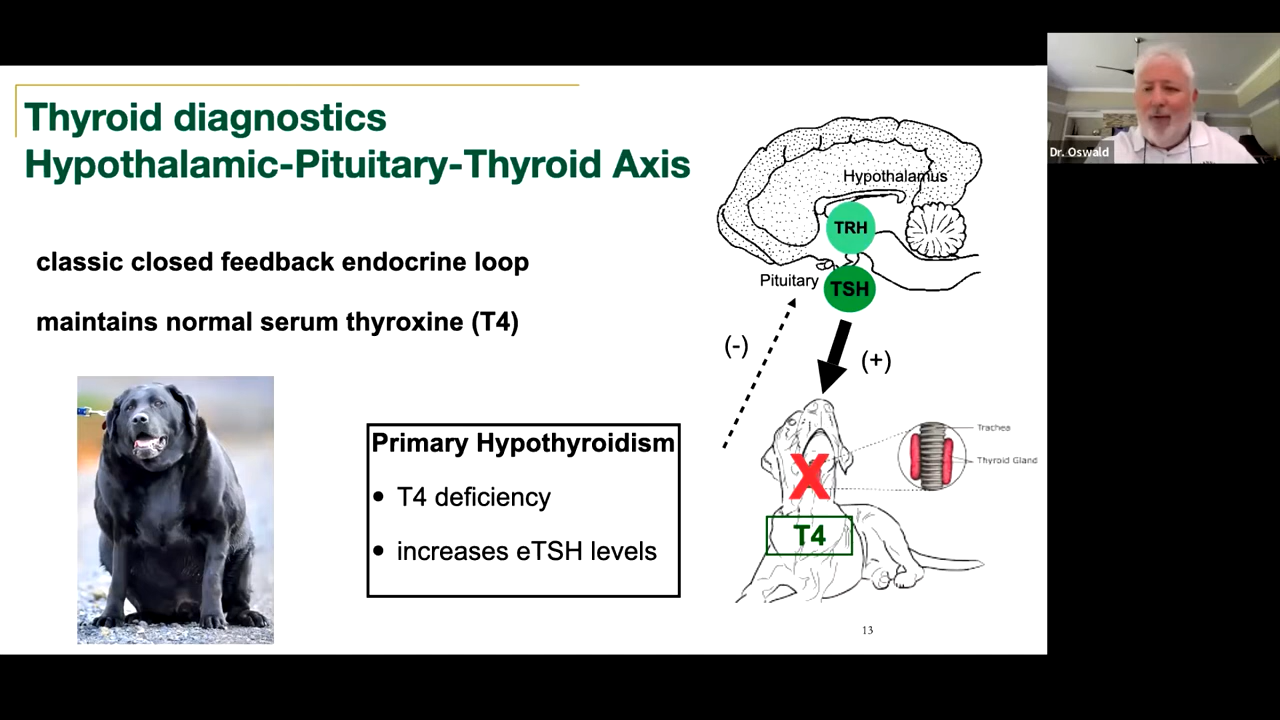 Thyroid diagnostics
Hypothalamic-Pituitary-Thyroid Axis
classic closed feedback endocrine loop
maintains normal serum thyroxine (T4)
Primary Hypothyroidism
• T4 deficiency
• increases eTSH levels
Hypothalamus
TRH
Pituitary
TSH
(-)
(+)
Trachea
Thyroid Gland
X
T4
13
Dr. Oswald